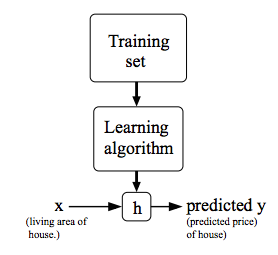 Training
set
Learning
algorithm
x
h
predicted y
(living area of
house.)
(predicted price)
of house)